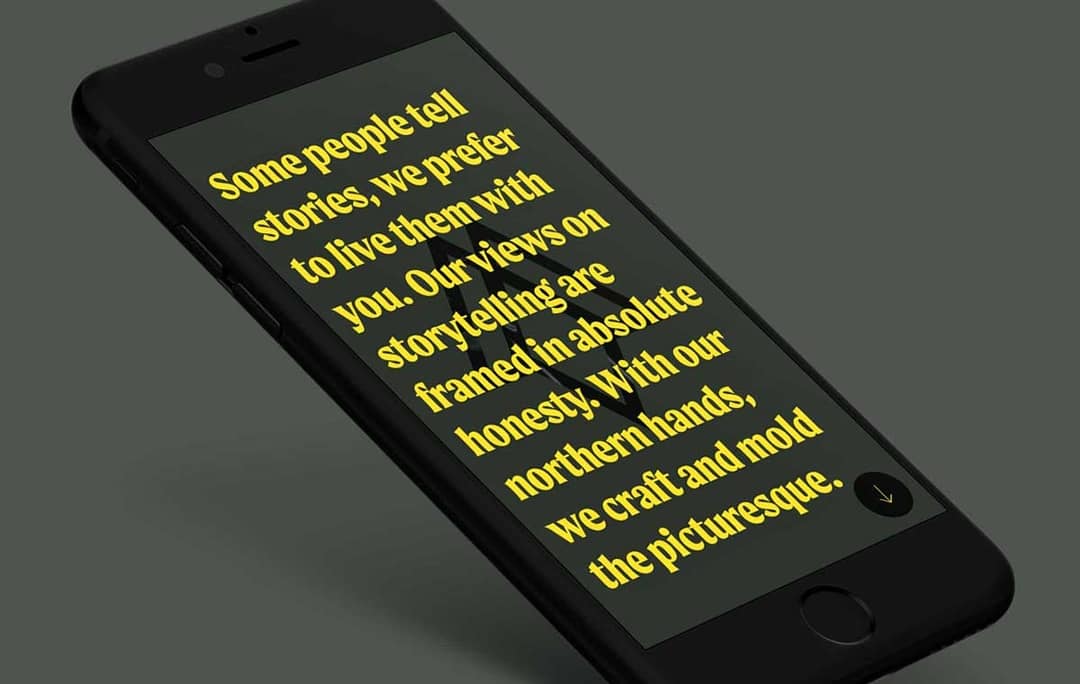 Some people tell
stories, we prefer
to live them with
you. Our views on
storytelling are
framed in absolute
honesty. With our
northern hands,
we craft and mold
the picturesque.